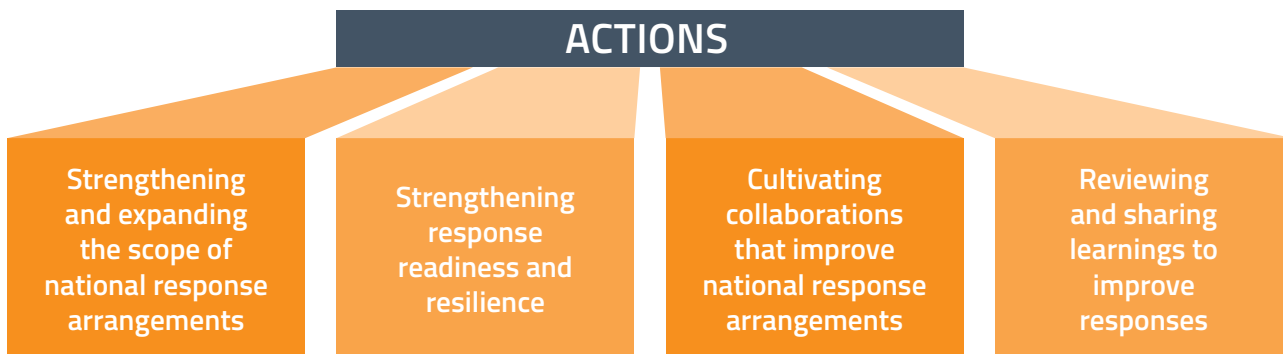 ACTIONS
Strengthening
and expanding
the scope of
national response
arrangements
Strengthening
response
readiness and
resilience
Cultivating
collaborations
that improve
national response
arrangements
Reviewing
and sharing
learnings to
improve
responses